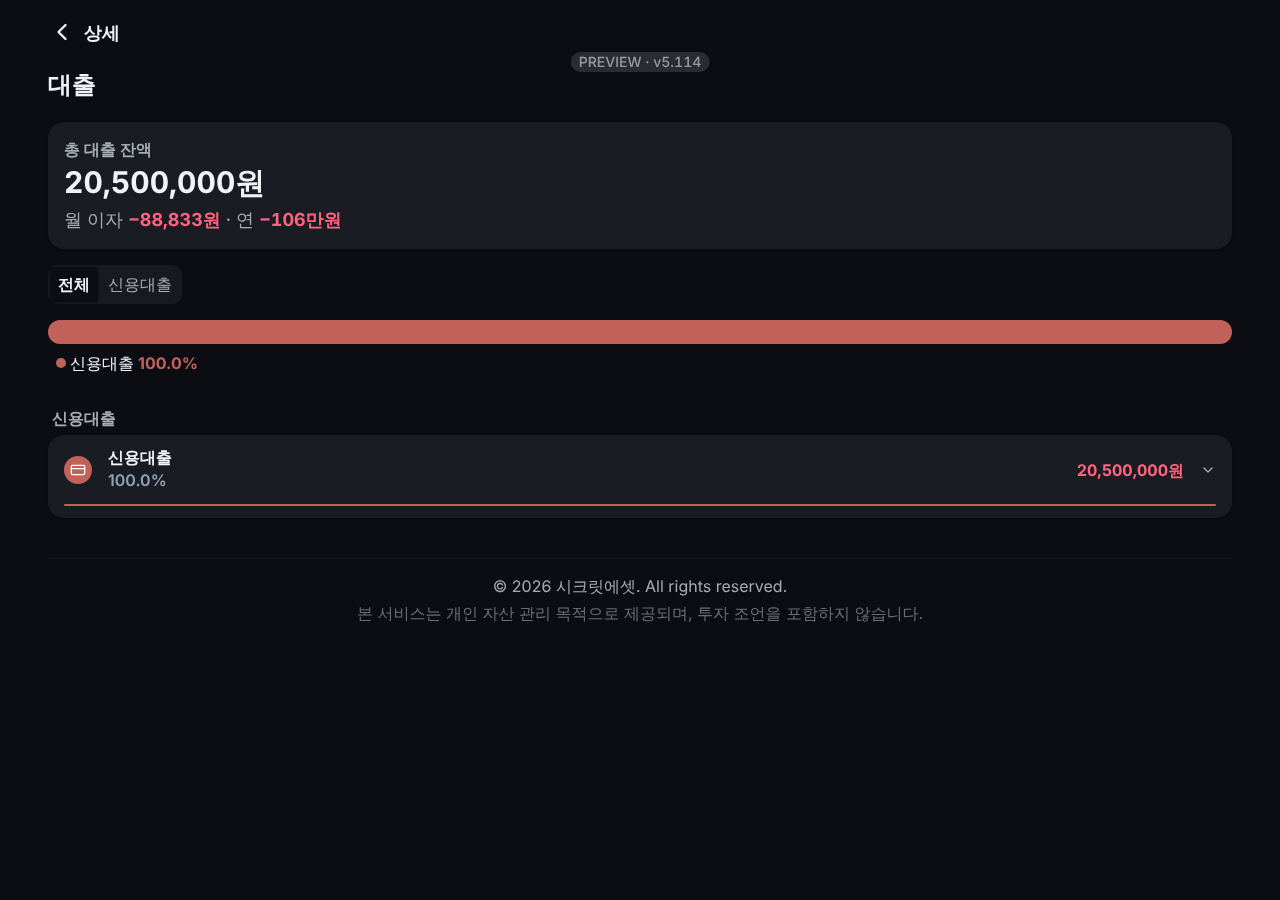 상세
PREVIEW · v5.114
대출
총 대출 잔액
20,500,000원
월 이자 −88,833원 · 연 −106만원
전체 신용대출
신용대출 100.0%
신용대출
신용대출
100.0%
20,500,000원
© 2026 시크릿에셋. All rights reserved.
본 서비스는 개인 자산 관리 목적으로 제공되며, 투자 조언을 포함하지 않습니다.